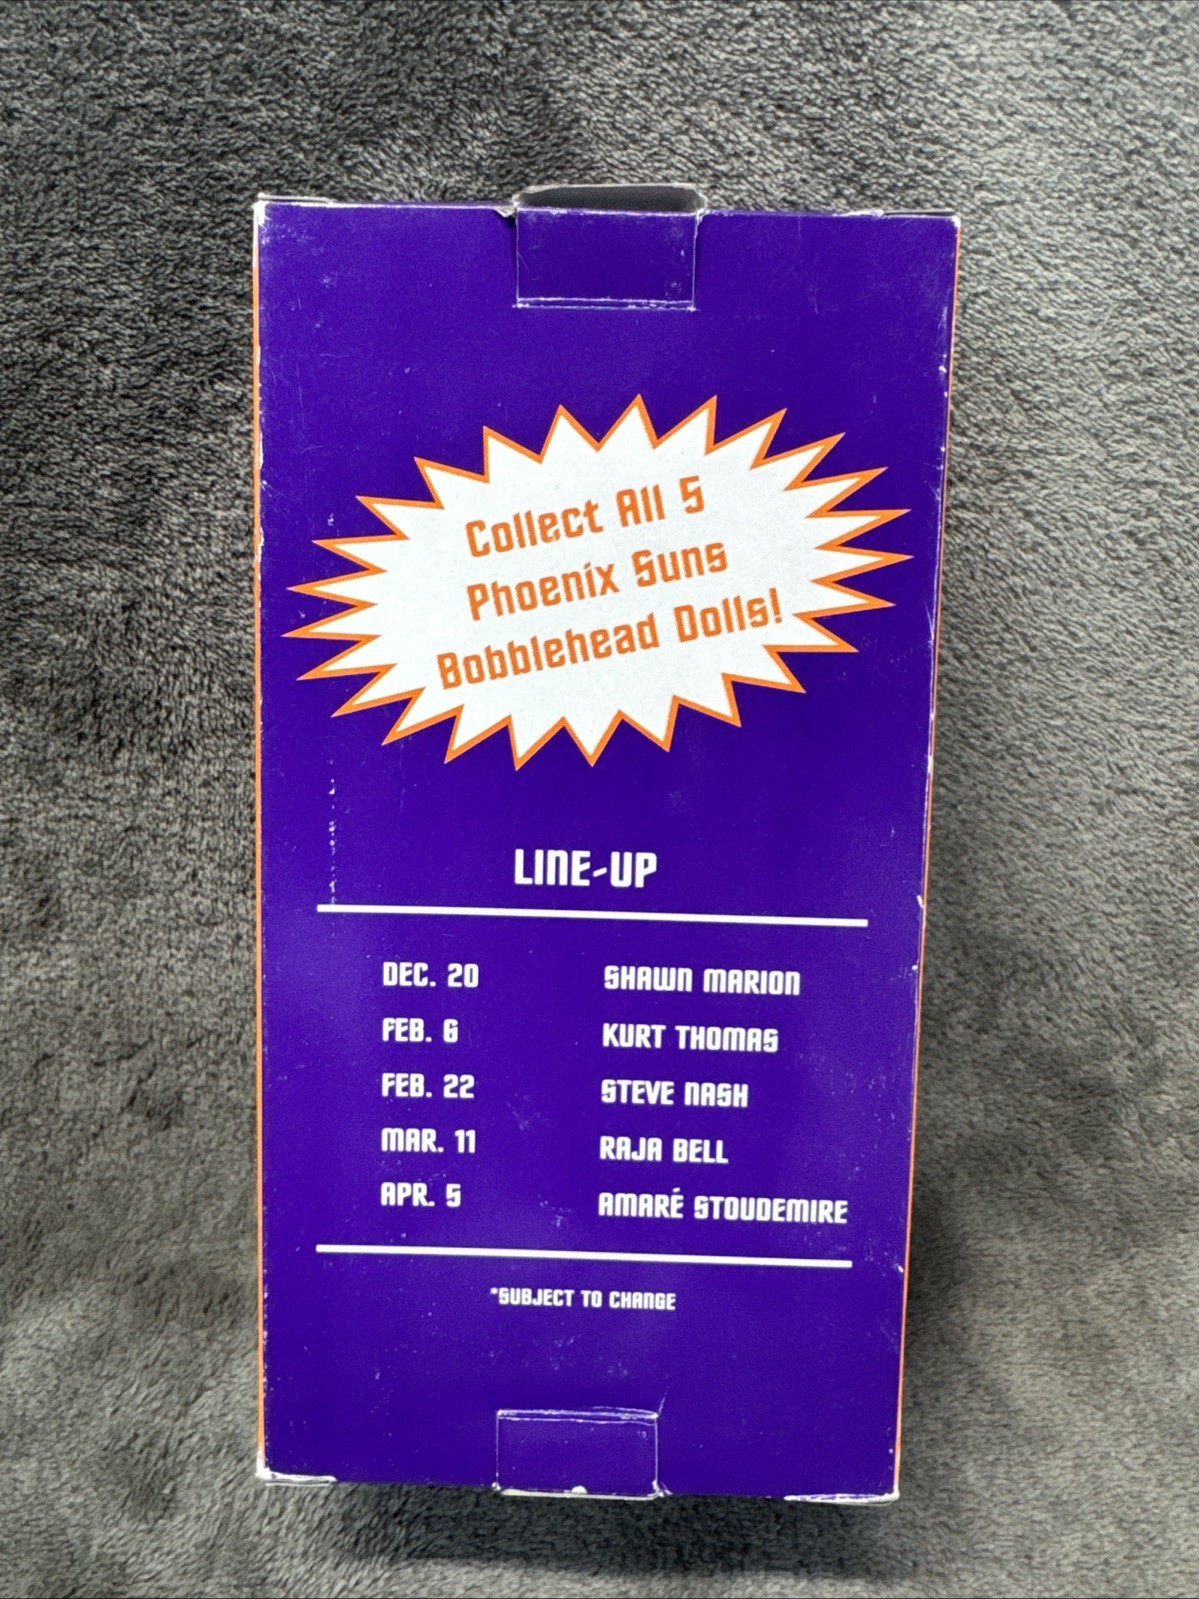 Collect All 5
Phoenix Suns
Bobblehead Dolls!
LINE-UP
DEC. 20 SHAWN MARION
FEB. 6 KURT THOMAS
FEB. 22 STEVE NASH
MAR. 11 RAJA BELL
APR. 5 AMARÉ STOUDEMIRE
*SUBJECT TO CHANGE